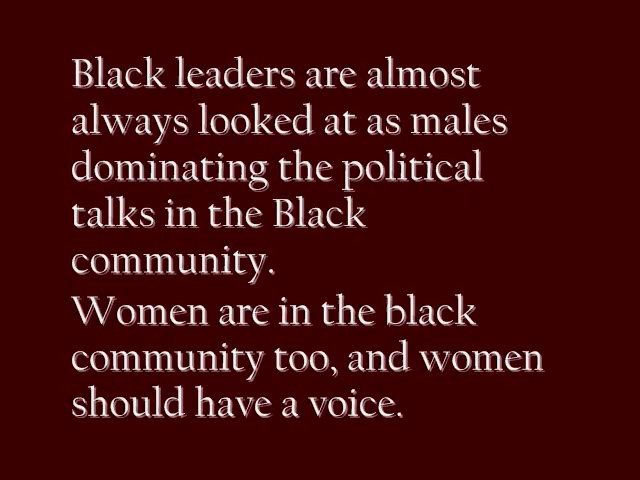 Black leaders are almost
always looked at as males
dominating the political
talks in the Black
community.
Women are in the black
community too, and women
should have a voice.